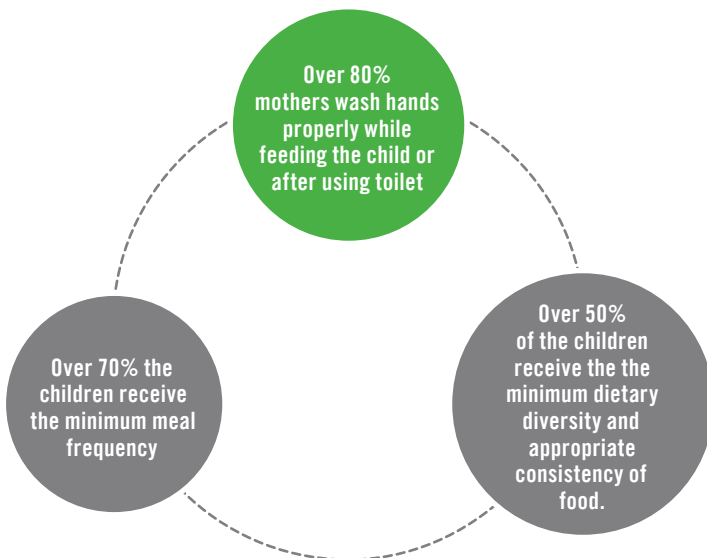 Over 80%
mothers wash hands
properly while
feeding the child or
after using toilet
Over 70% the
children receive
the minimum meal
frequency
Over 50%
of the children
receive the the
minimum dietary
diversity and
appropriate
consistency of
food.